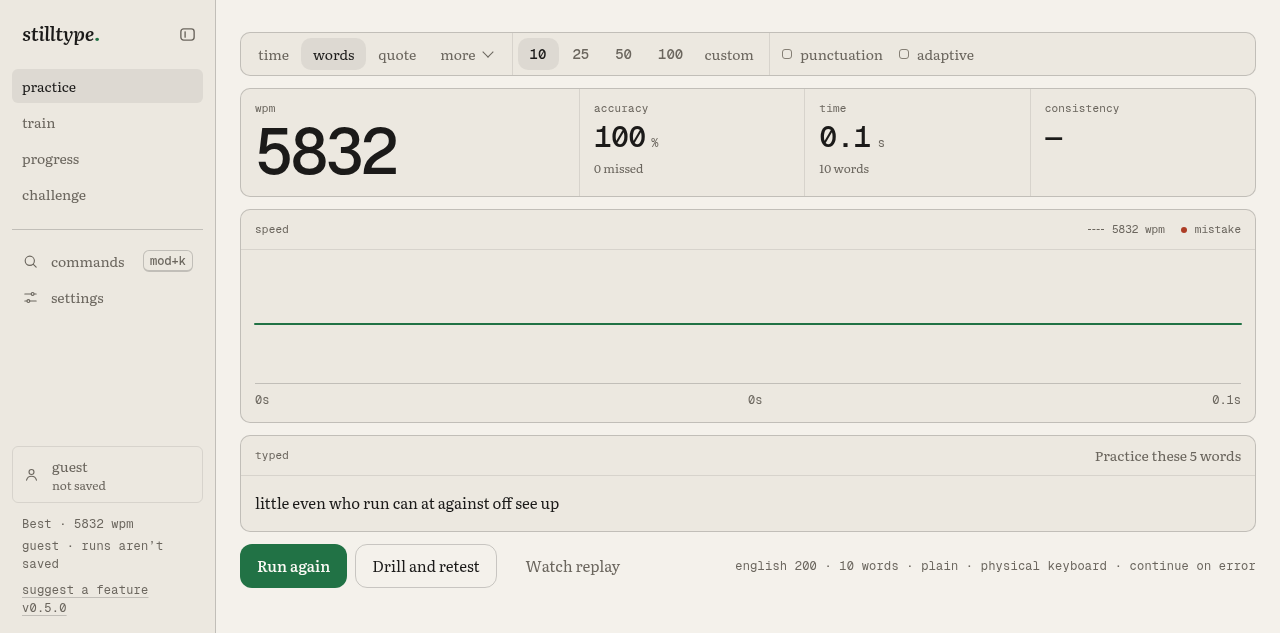 stilltype.
practice
train
progress
challenge
commands mod+k
settings
guest
not saved
Best · 5832 wpm
guest · runs aren’t
saved
suggest a feature
v0.5.0
time words quote more 10 25 50 100 custom punctuation adaptive
wpm
5832
accuracy
100 %
0 missed
time
0.1 s
10 words
consistency
—
speed ---- 5832 wpm mistake
0s 0s 0.1s
typed Practice these 5 words
little even who run can at against off see up
Run again Drill and retest Watch replay english 200 · 10 words · plain · physical keyboard · continue on error